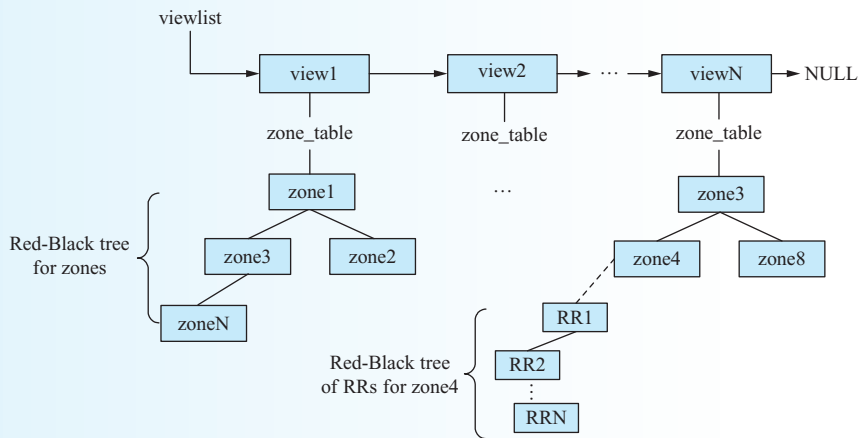 viewlist
view1
view2
...
viewN
NULL
zone_table
zone_table
zone_table
zone1
...
zone3
Red-Black tree
for zones
zone3
zone2
zone4
zone8
zoneN
RR1
Red-Black tree
of RRs for zone4
RR2
RRN